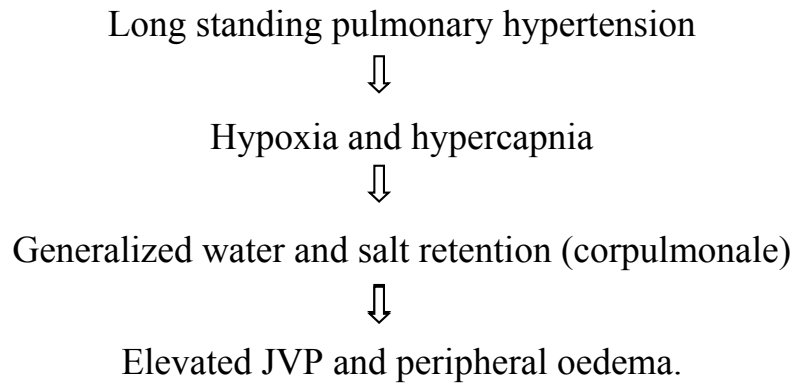 Long standing pulmonary hypertension
⇩
Hypoxia and hypercapnia
⇩
Generalized water and salt retention (corpulmonale)
⇩
Elevated JVP and peripheral oedema.